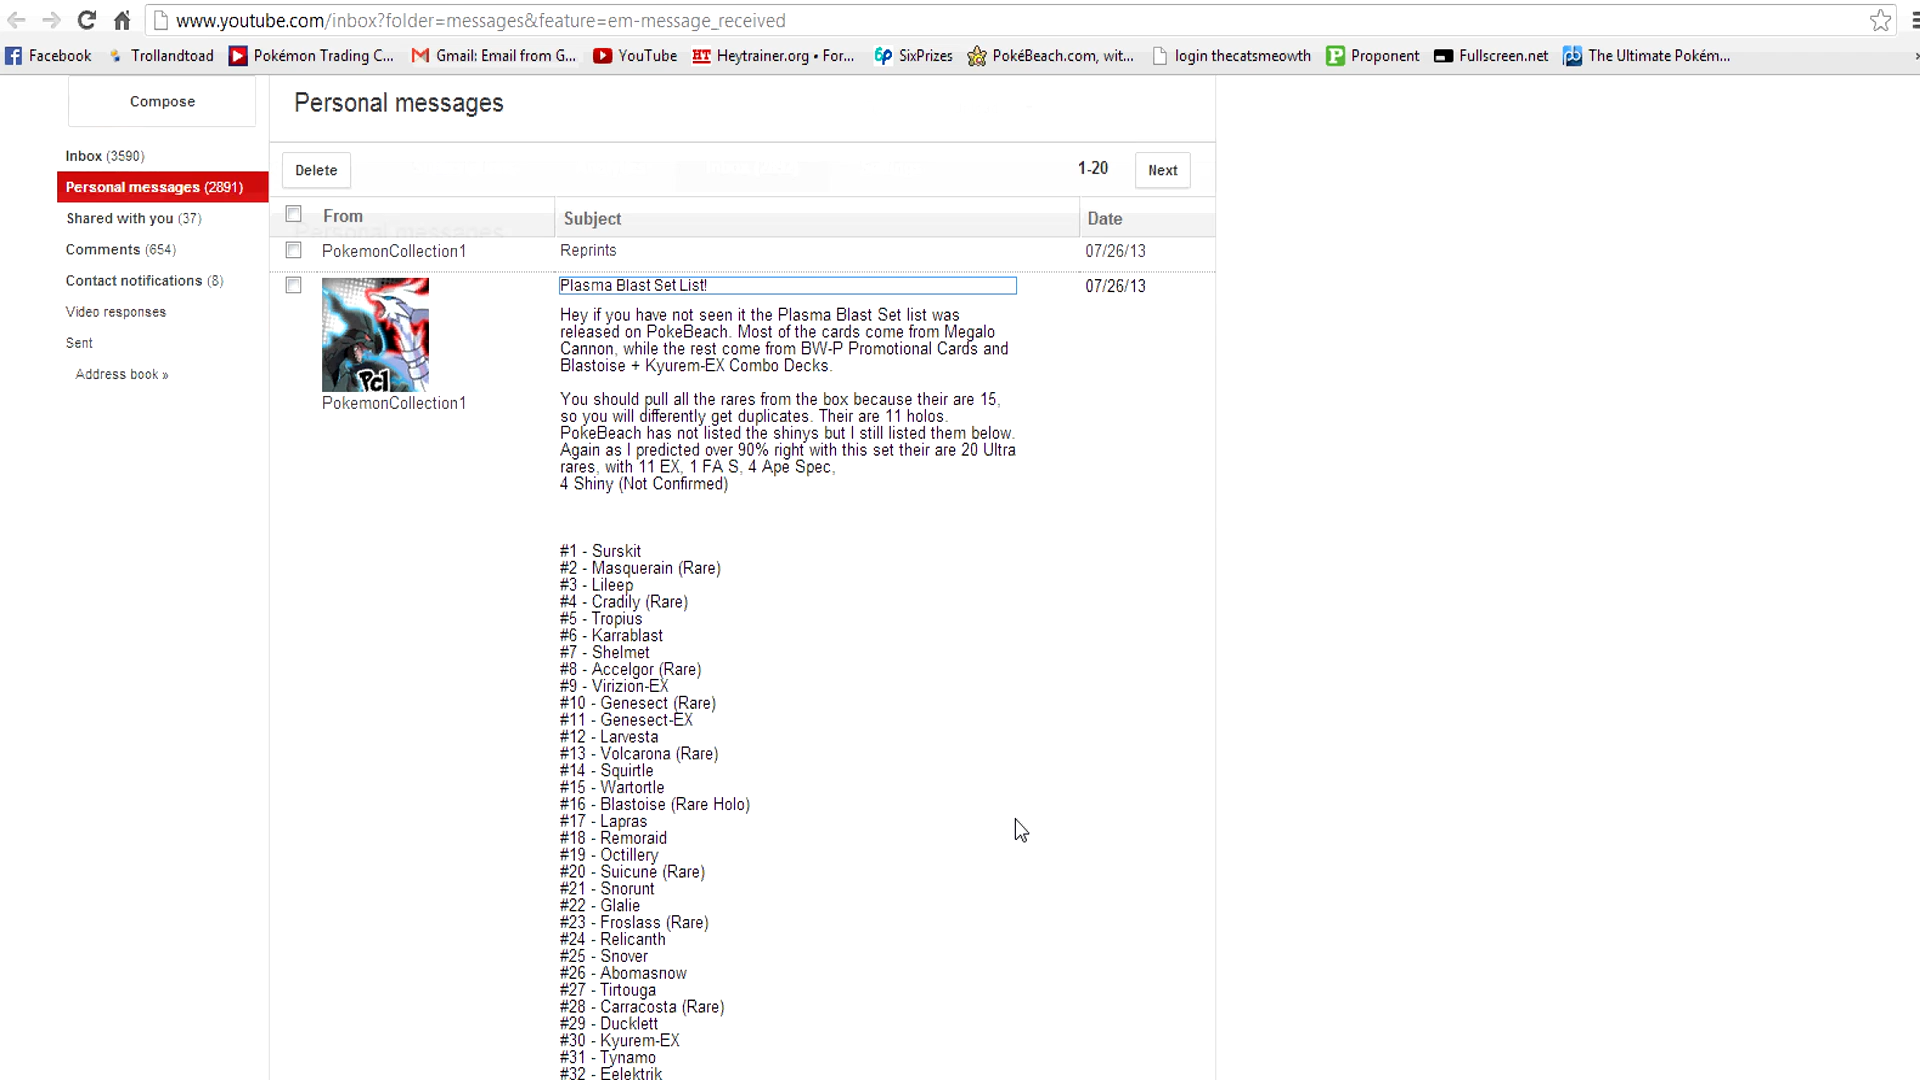 www.youtube.com/inbox?folder=messages&feature=em-message_received
Facebook Trollandtoad Pokémon Trading C... Gmail: Email from G... YouTube HT Heytrainer.org • For... 6p SixPrizes PokéBeach.com, wit... login thecatsmeowth P Proponent Fullscreen.net pb The Ultimate Pokém...
Compose
Inbox (3590)
Personal messages (2891)
Shared with you (37)
Comments (654)
Contact notifications (8)
Video responses
Sent
Address book »
Personal messages
Delete 1-20 Next
From Subject Date
PokemonCollection1 Reprints 07/26/13
Plasma Blast Set List! 07/26/13
Pc1
PokemonCollection1
Hey if you have not seen it the Plasma Blast Set list was
released on PokeBeach. Most of the cards come from Megalo
Cannon, while the rest come from BW-P Promotional Cards and
Blastoise + Kyurem-EX Combo Decks.
You should pull all the rares from the box because their are 15,
so you will differently get duplicates. Their are 11 holos.
PokeBeach has not listed the shinys but I still listed them below.
Again as I predicted over 90% right with this set their are 20 Ultra
rares, with 11 EX, 1 FA S, 4 Ape Spec,
4 Shiny (Not Confirmed)
#1 - Surskit
#2 - Masquerain (Rare)
#3 - Lileep
#4 - Cradily (Rare)
#5 - Tropius
#6 - Karrablast
#7 - Shelmet
#8 - Accelgor (Rare)
#9 - Virizion-EX
#10 - Genesect (Rare)
#11 - Genesect-EX
#12 - Larvesta
#13 - Volcarona (Rare)
#14 - Squirtle
#15 - Wartortle
#16 - Blastoise (Rare Holo)
#17 - Lapras
#18 - Remoraid
#19 - Octillery
#20 - Suicune (Rare)
#21 - Snorunt
#22 - Glalie
#23 - Froslass (Rare)
#24 - Relicanth
#25 - Snover
#26 - Abomasnow
#27 - Tirtouga
#28 - Carracosta (Rare)
#29 - Ducklett
#30 - Kyurem-EX
#31 - Tynamo
#32 - Eelektrik